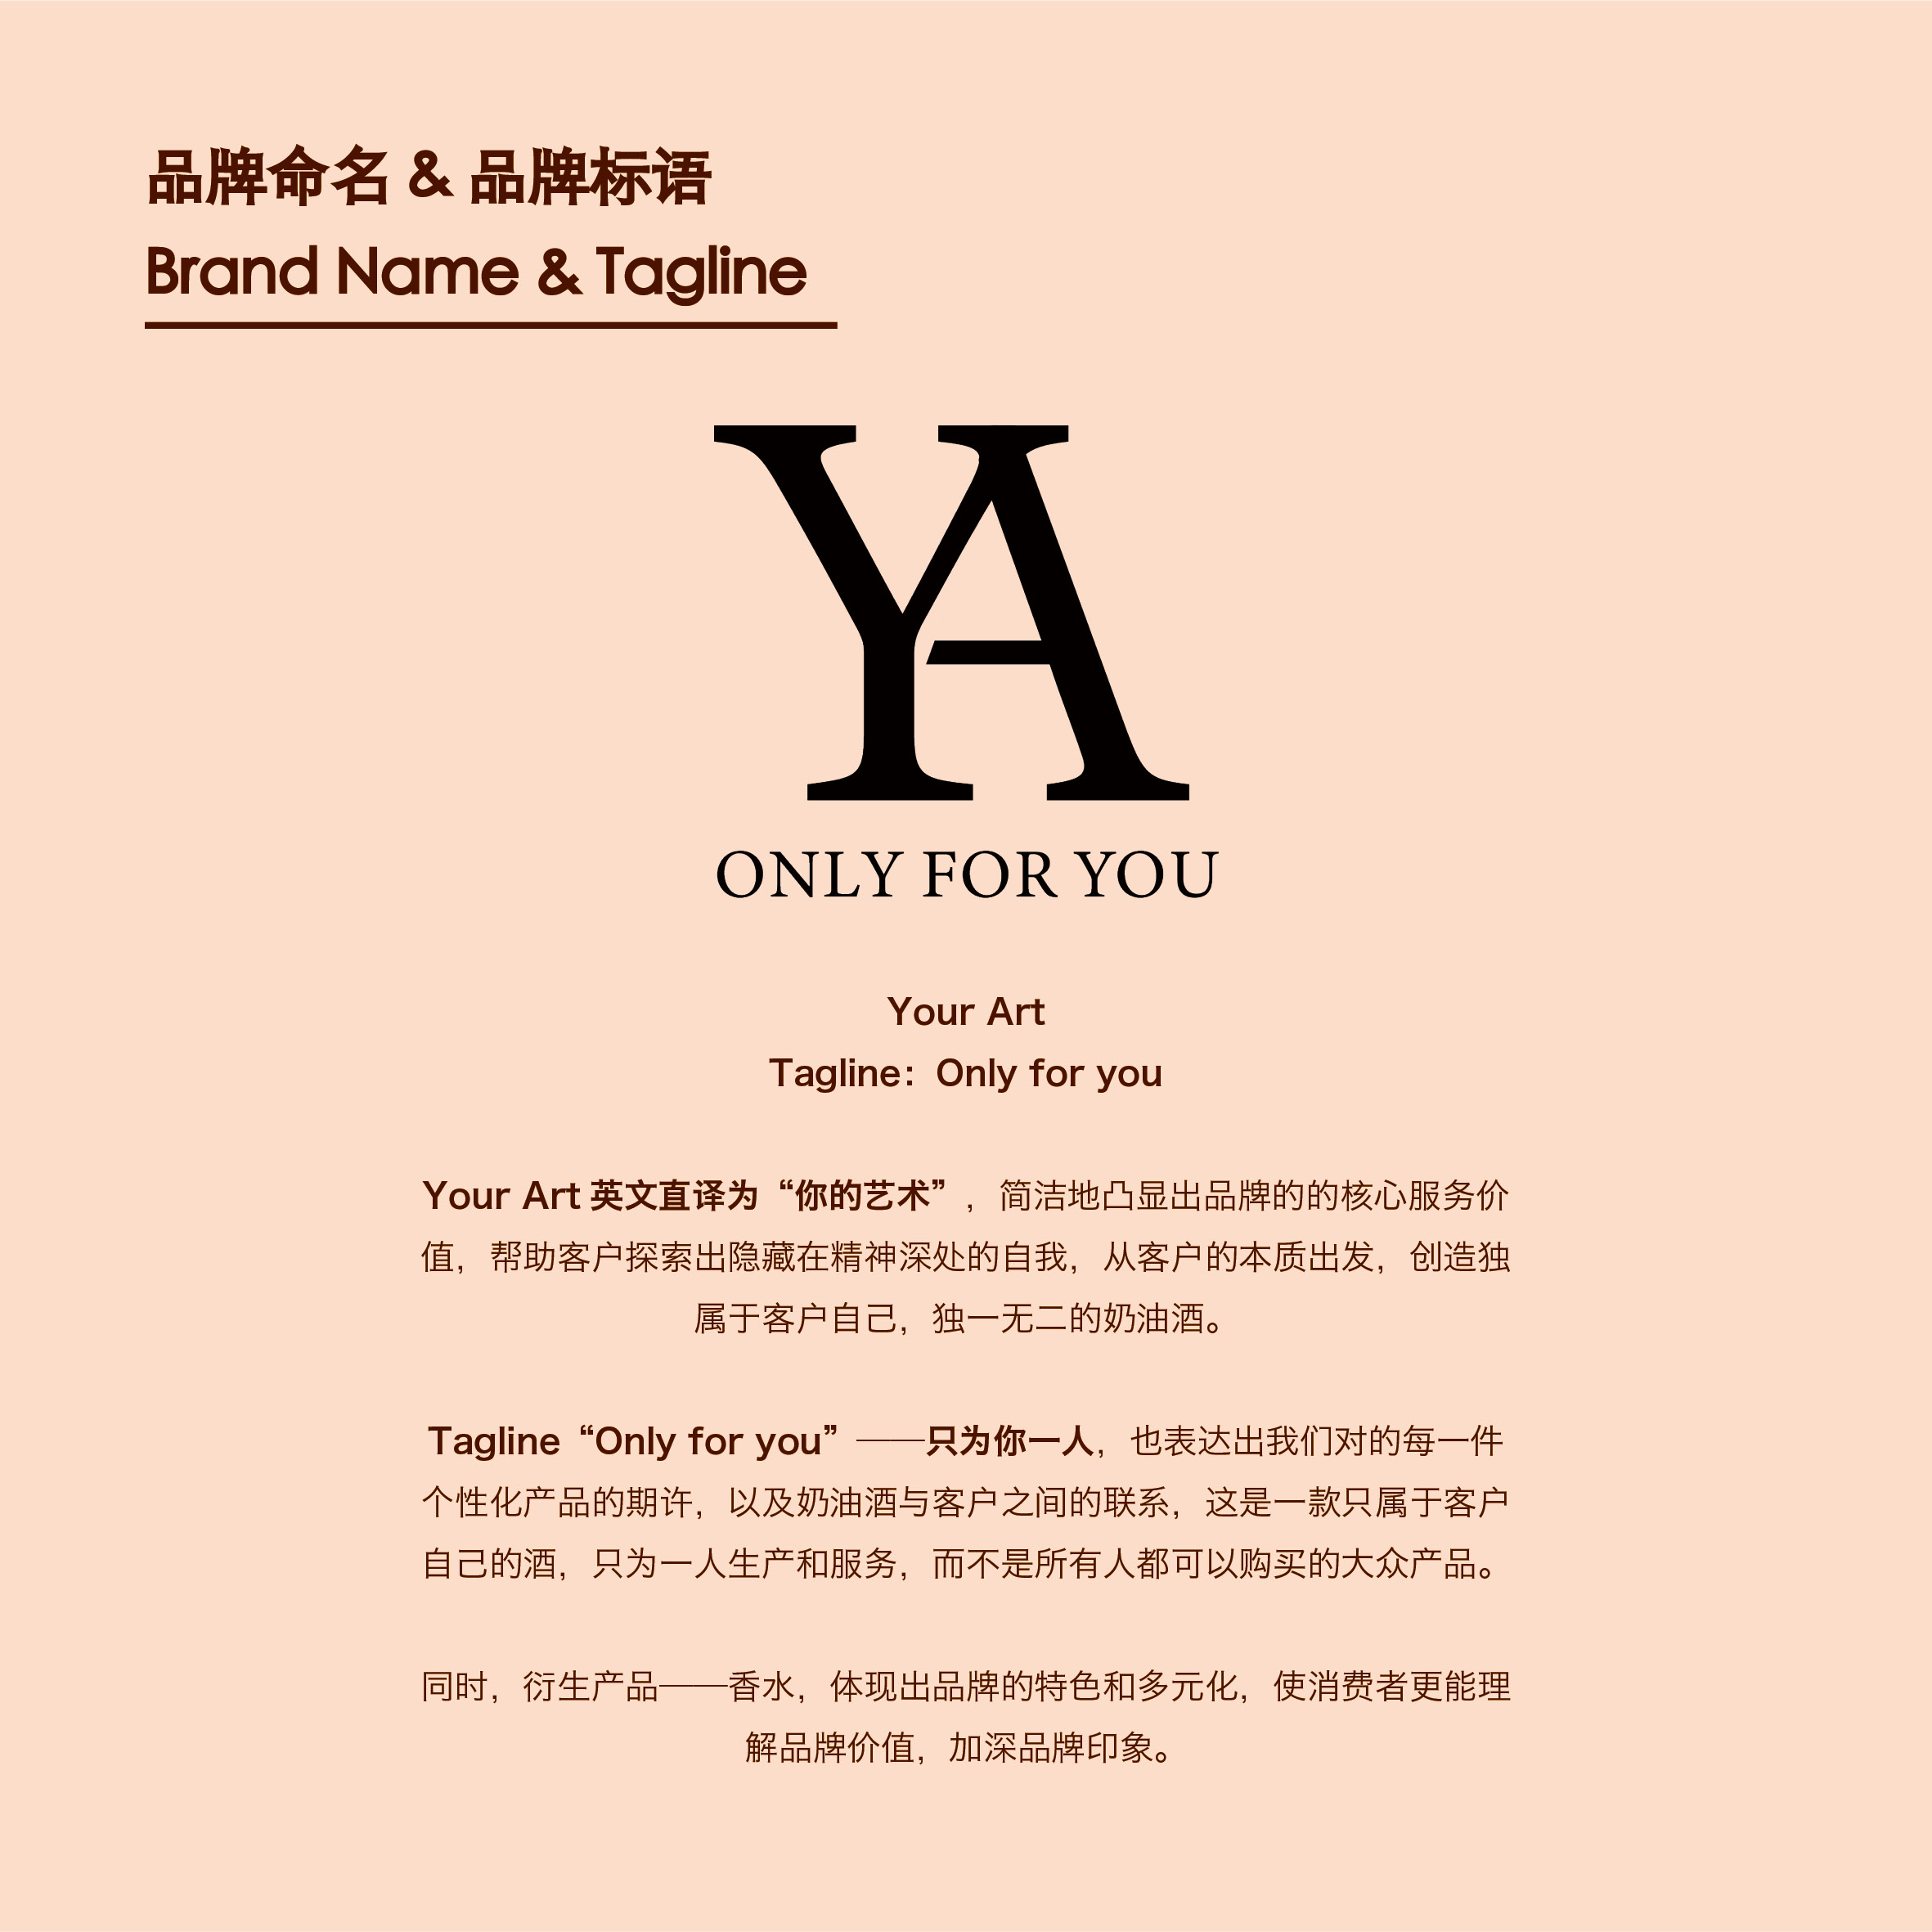 品牌命名 & 品牌标语
Brand Name & Tagline
YA
ONLY FOR YOU
Your Art
Tagline：Only for you
Your Art 英文直译为“你的艺术”，简洁地凸显出品牌的的核心服务价
值，帮助客户探索出隐藏在精神深处的自我，从客户的本质出发，创造独
属于客户自己，独一无二的奶油酒。
Tagline“Only for you”——只为你一人，也表达出我们对的每一件
个性化产品的期许，以及奶油酒与客户之间的联系，这是一款只属于客户
自己的酒，只为一人生产和服务，而不是所有人都可以购买的大众产品。
同时，衍生产品——香水，体现出品牌的特色和多元化，使消费者更能理
解品牌价值，加深品牌印象。